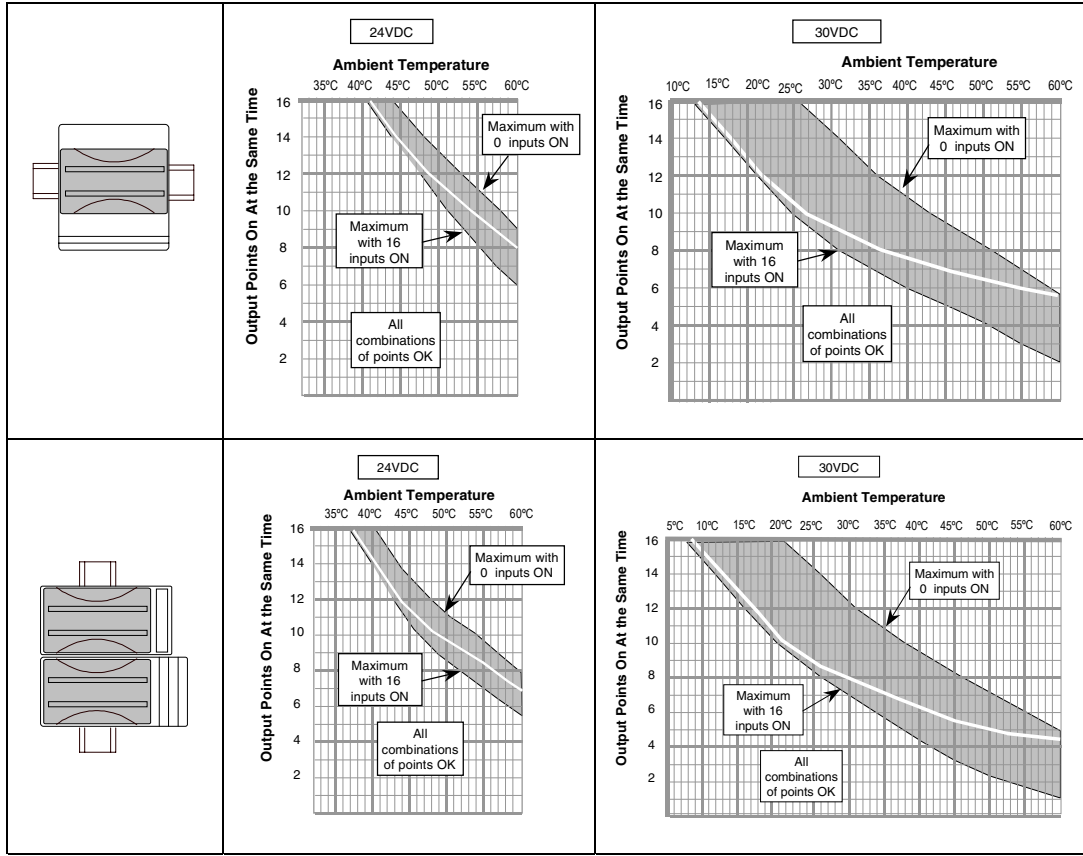 24VDC
Ambient Temperature
35ºC 40ºC 45ºC 50ºC 55ºC 60ºC
Output Points On At the Same Time
16
14
12
10
8
6
4
2
Maximum with
0 inputs ON
Maximum
with 16
inputs ON
All
combinations
of points OK
30VDC
Ambient Temperature
10ºC 15ºC 20ºC 25ºC 30ºC 35ºC 40ºC 45ºC 50ºC 55ºC 60ºC
Output Points On At the Same Time
16
14
12
10
8
6
4
2
Maximum with
0 inputs ON
Maximum
with 16
inputs ON
All
combinations
of points OK
24VDC
Ambient Temperature
35ºC 40ºC 45ºC 50ºC 55ºC 60ºC
Output Points On At the Same Time
16
14
12
10
8
6
4
2
Maximum with
0 inputs ON
Maximum
with 16
inputs ON
All
combinations
of points OK
30VDC
Ambient Temperature
5ºC 10ºC 15ºC 20ºC 25ºC 30ºC 35ºC 40ºC 45ºC 50ºC 55ºC 60ºC
Output Points On At the Same Time
16
14
12
10
8
6
4
2
Maximum with
0 inputs ON
Maximum
with 16
inputs ON
All
combinations
of points OK